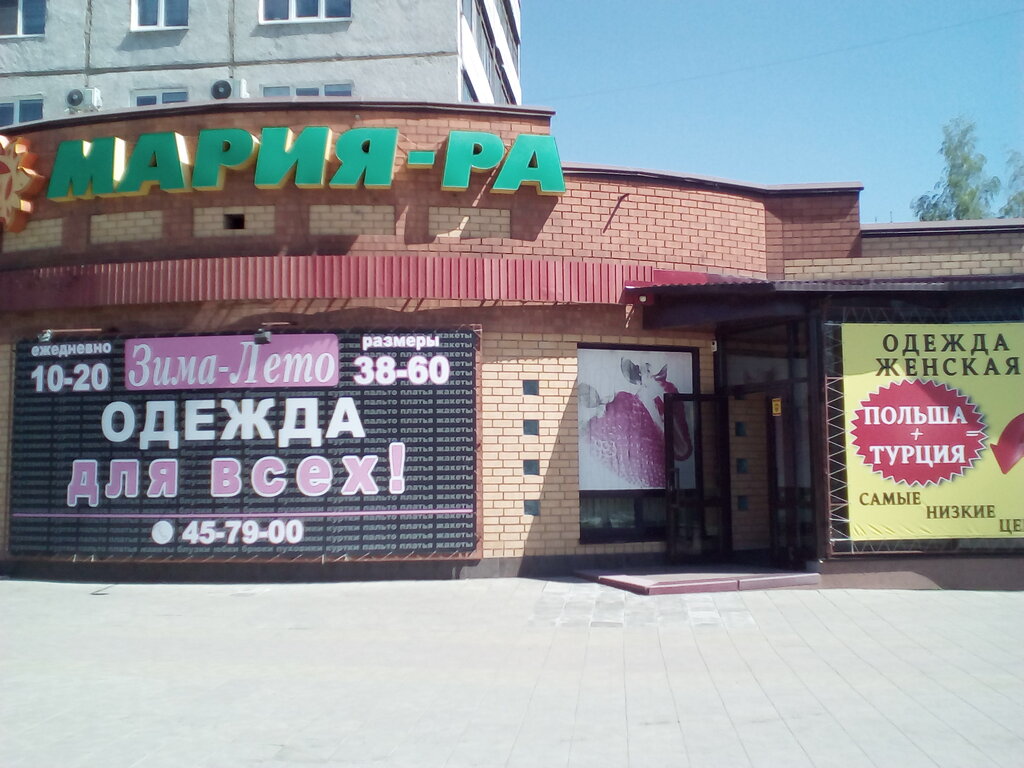 МАРИЯ-РА
ежедневно
10-20
Зима-Лето
размеры
38-60
ОДЕЖДА
для всех!
45-79-00
ОДЕЖДА
ЖЕНСКАЯ
ПОЛЬША
+
ТУРЦИЯ
=
САМЫЕ
НИЗКИЕ
ЦЕ